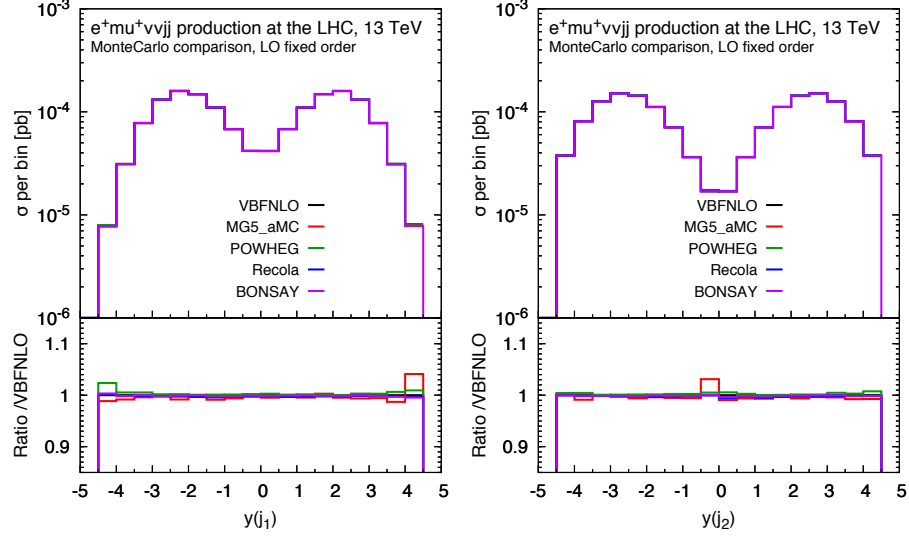 e⁺mu⁺vvjj production at the LHC, 13 TeV
MonteCarlo comparison, LO fixed order
σ per bin [pb]
10⁻³
10⁻⁴
10⁻⁵
10⁻⁶
VBFNLO
MG5_aMC
POWHEG
Recola
BONSAY
Ratio /VBFNLO
1.1
1
0.9
-5 -4 -3 -2 -1 0 1 2 3 4 5
y(j₁)
e⁺mu⁺vvjj production at the LHC, 13 TeV
MonteCarlo comparison, LO fixed order
σ per bin [pb]
10⁻³
10⁻⁴
10⁻⁵
10⁻⁶
VBFNLO
MG5_aMC
POWHEG
Recola
BONSAY
Ratio /VBFNLO
1.1
1
0.9
-5 -4 -3 -2 -1 0 1 2 3 4 5
y(j₂)